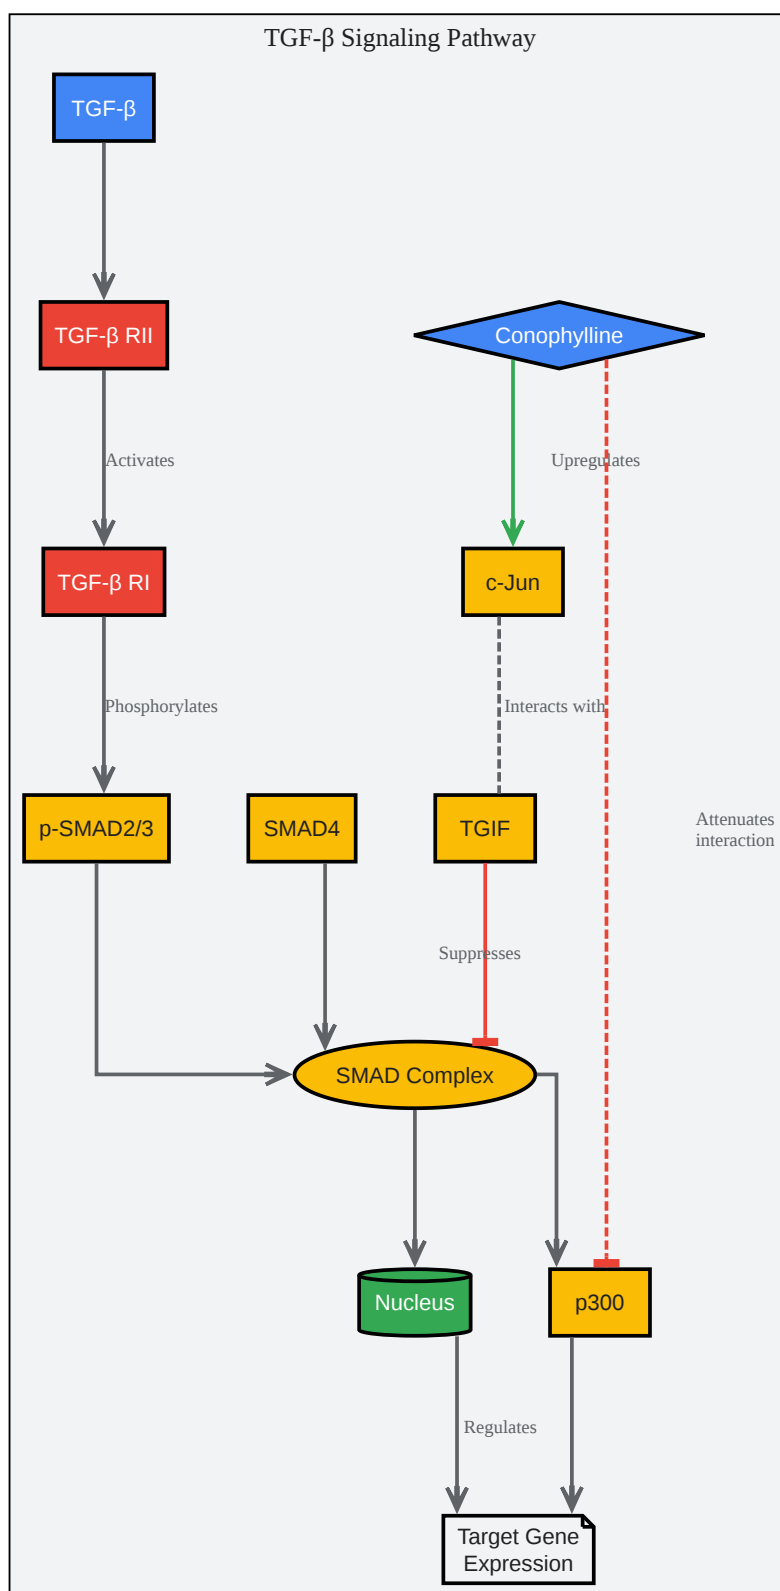 TGF-β Signaling Pathway
TGF-β
TGF-β RII
Conophylline
Activates
Upregulates
TGF-β RI
c-Jun
Phosphorylates
Interacts with
p-SMAD2/3
SMAD4
TGIF
Attenuates
interaction
Suppresses
SMAD Complex
Nucleus
p300
Regulates
Target Gene
Expression